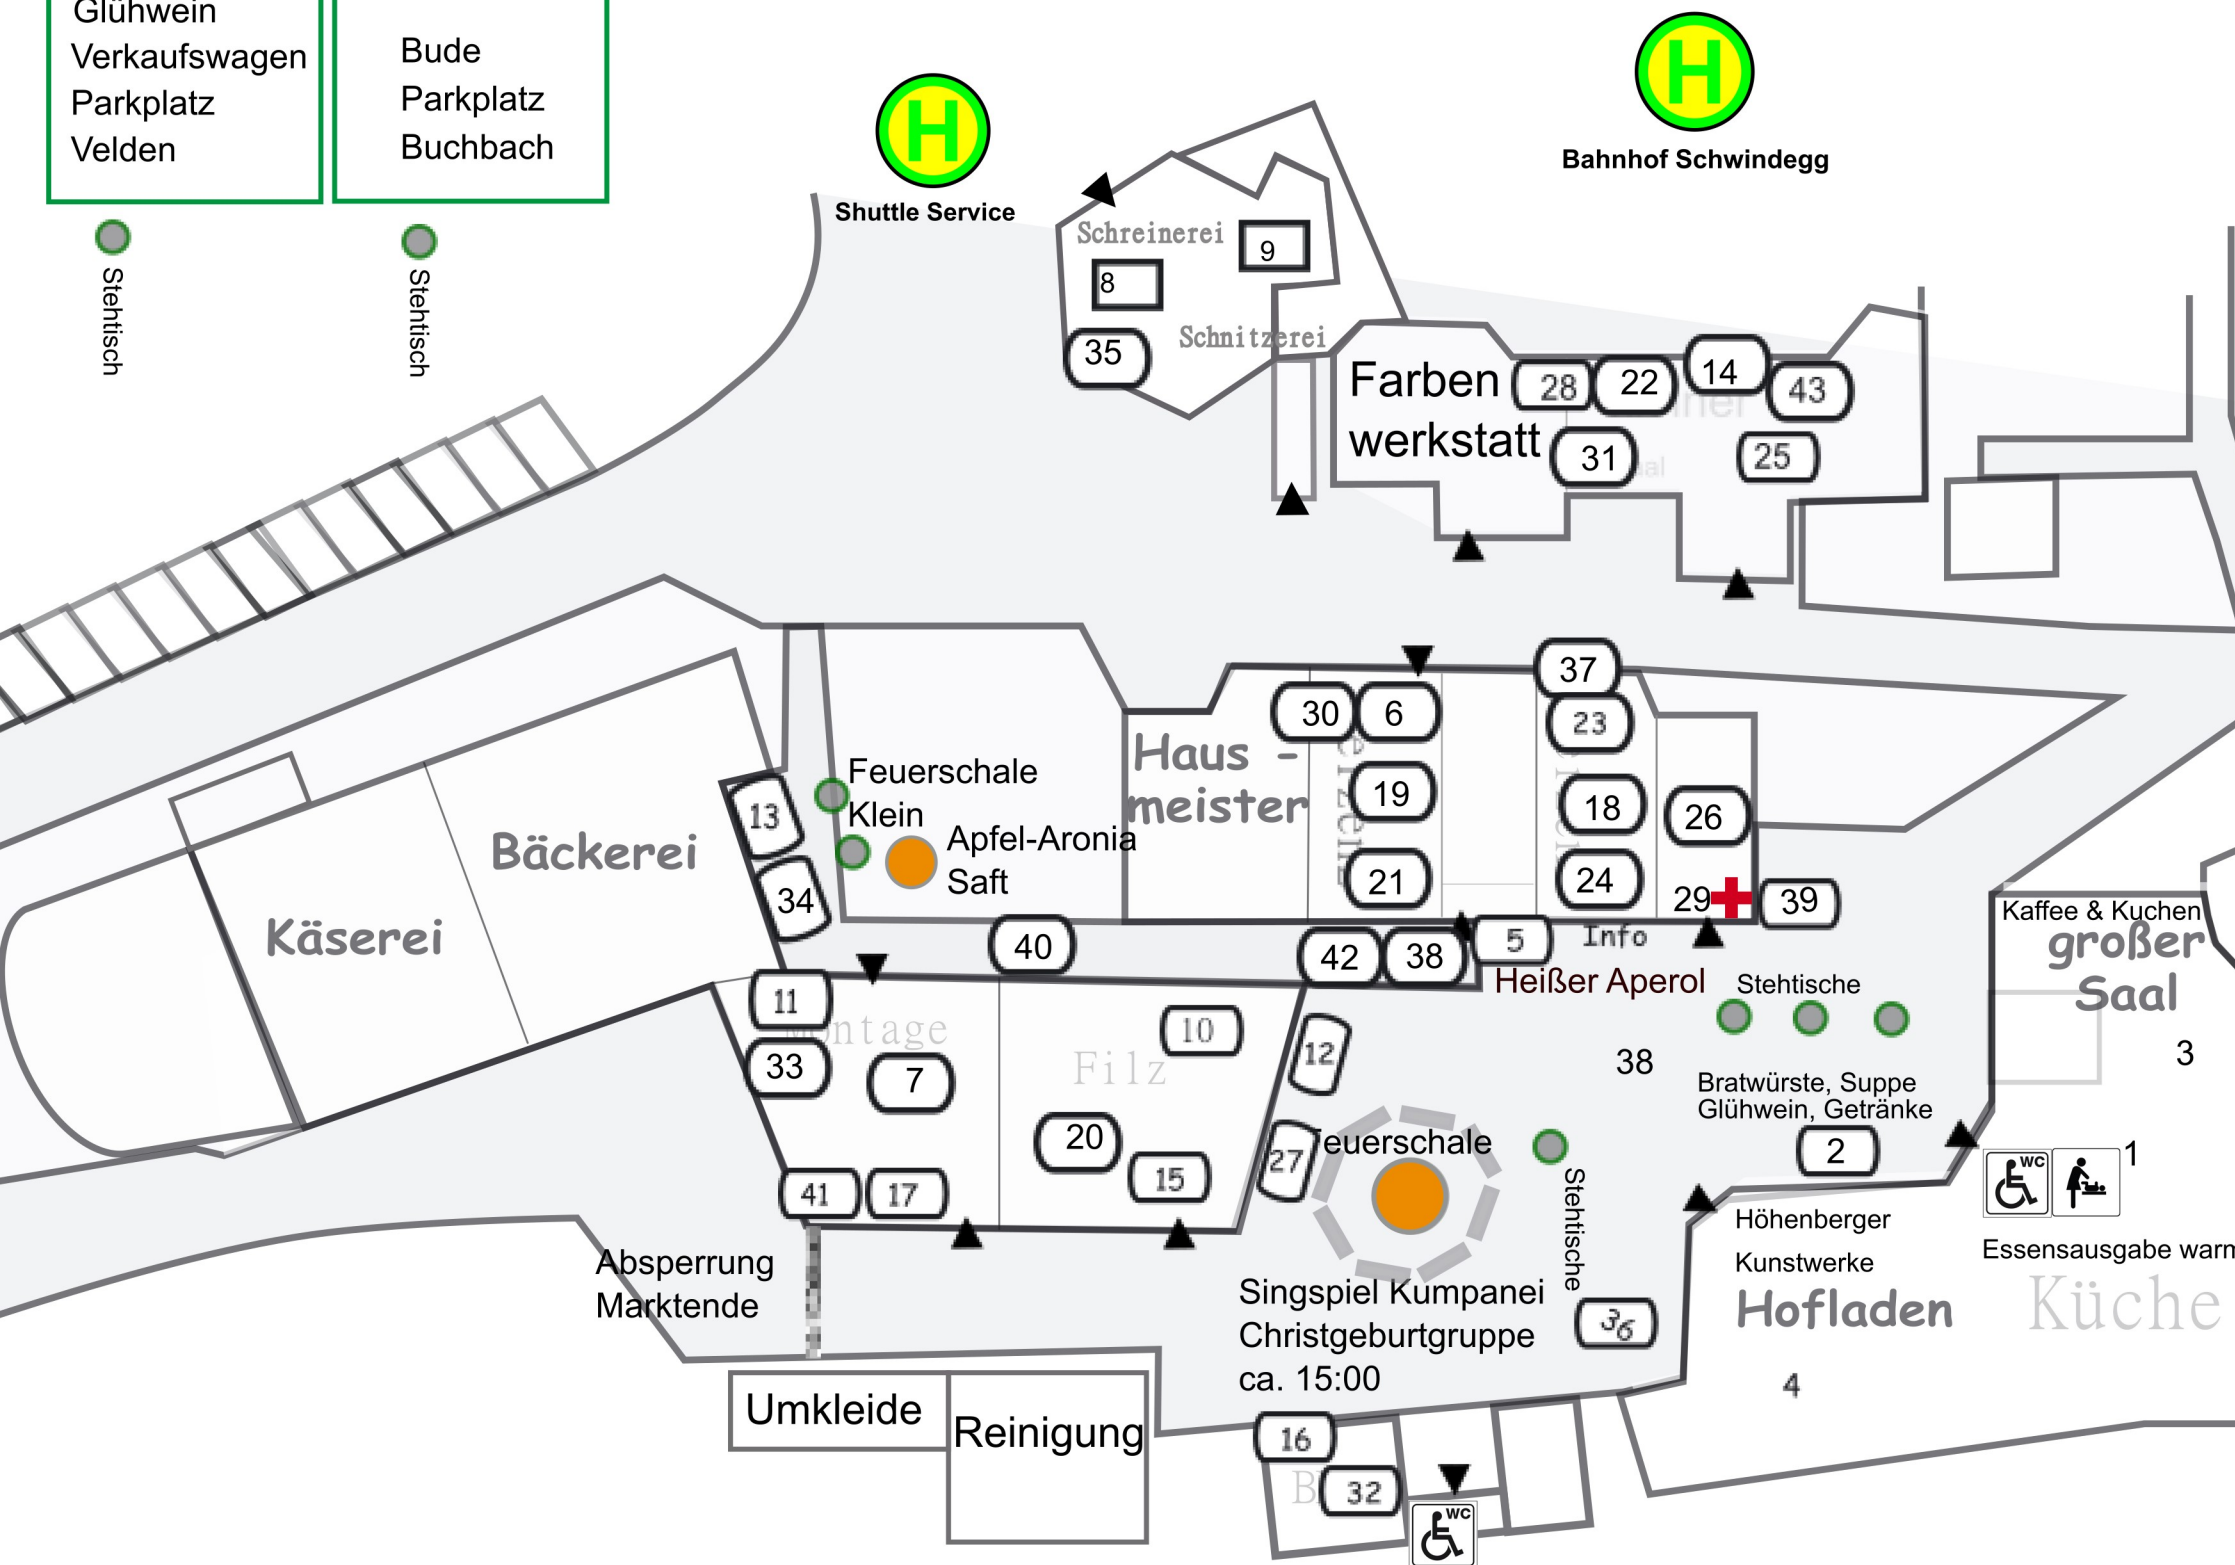 Glühwein
Verkaufswagen
Parkplatz
Velden
Bude
Parkplatz
Buchbach
Stehtisch
Stehtisch
H
Shuttle Service
H
Bahnhof Schwindegg
Schreinerei
9
8
Schnitzerei
35
Farben
werkstatt
28
22
14
43
31
25
37
30
6
23
Haus -
meister
19
18
26
21
24
29
39
Feuerschale
Klein
Apfel-Aronia
Saft
13
34
Bäckerei
Käserei
40
42
38
5
Info
Heißer Aperol
Stehtische
Kaffee & Kuchen
großer
Saal
3
11
Montage
33
7
Filz
10
20
15
41
17
12
27
38
Bratwürste, Suppe
Glühwein, Getränke
2
1
WC
Feuerschale
Stehtische
Höhenberger
Kunstwerke
Hofladen
4
Essensausgabe warm
Küche
Absperrung
Marktende
Singspiel Kumpanei
Christgeburtgruppe
ca. 15:00
36
Umkleide
Reinigung
16
32
WC